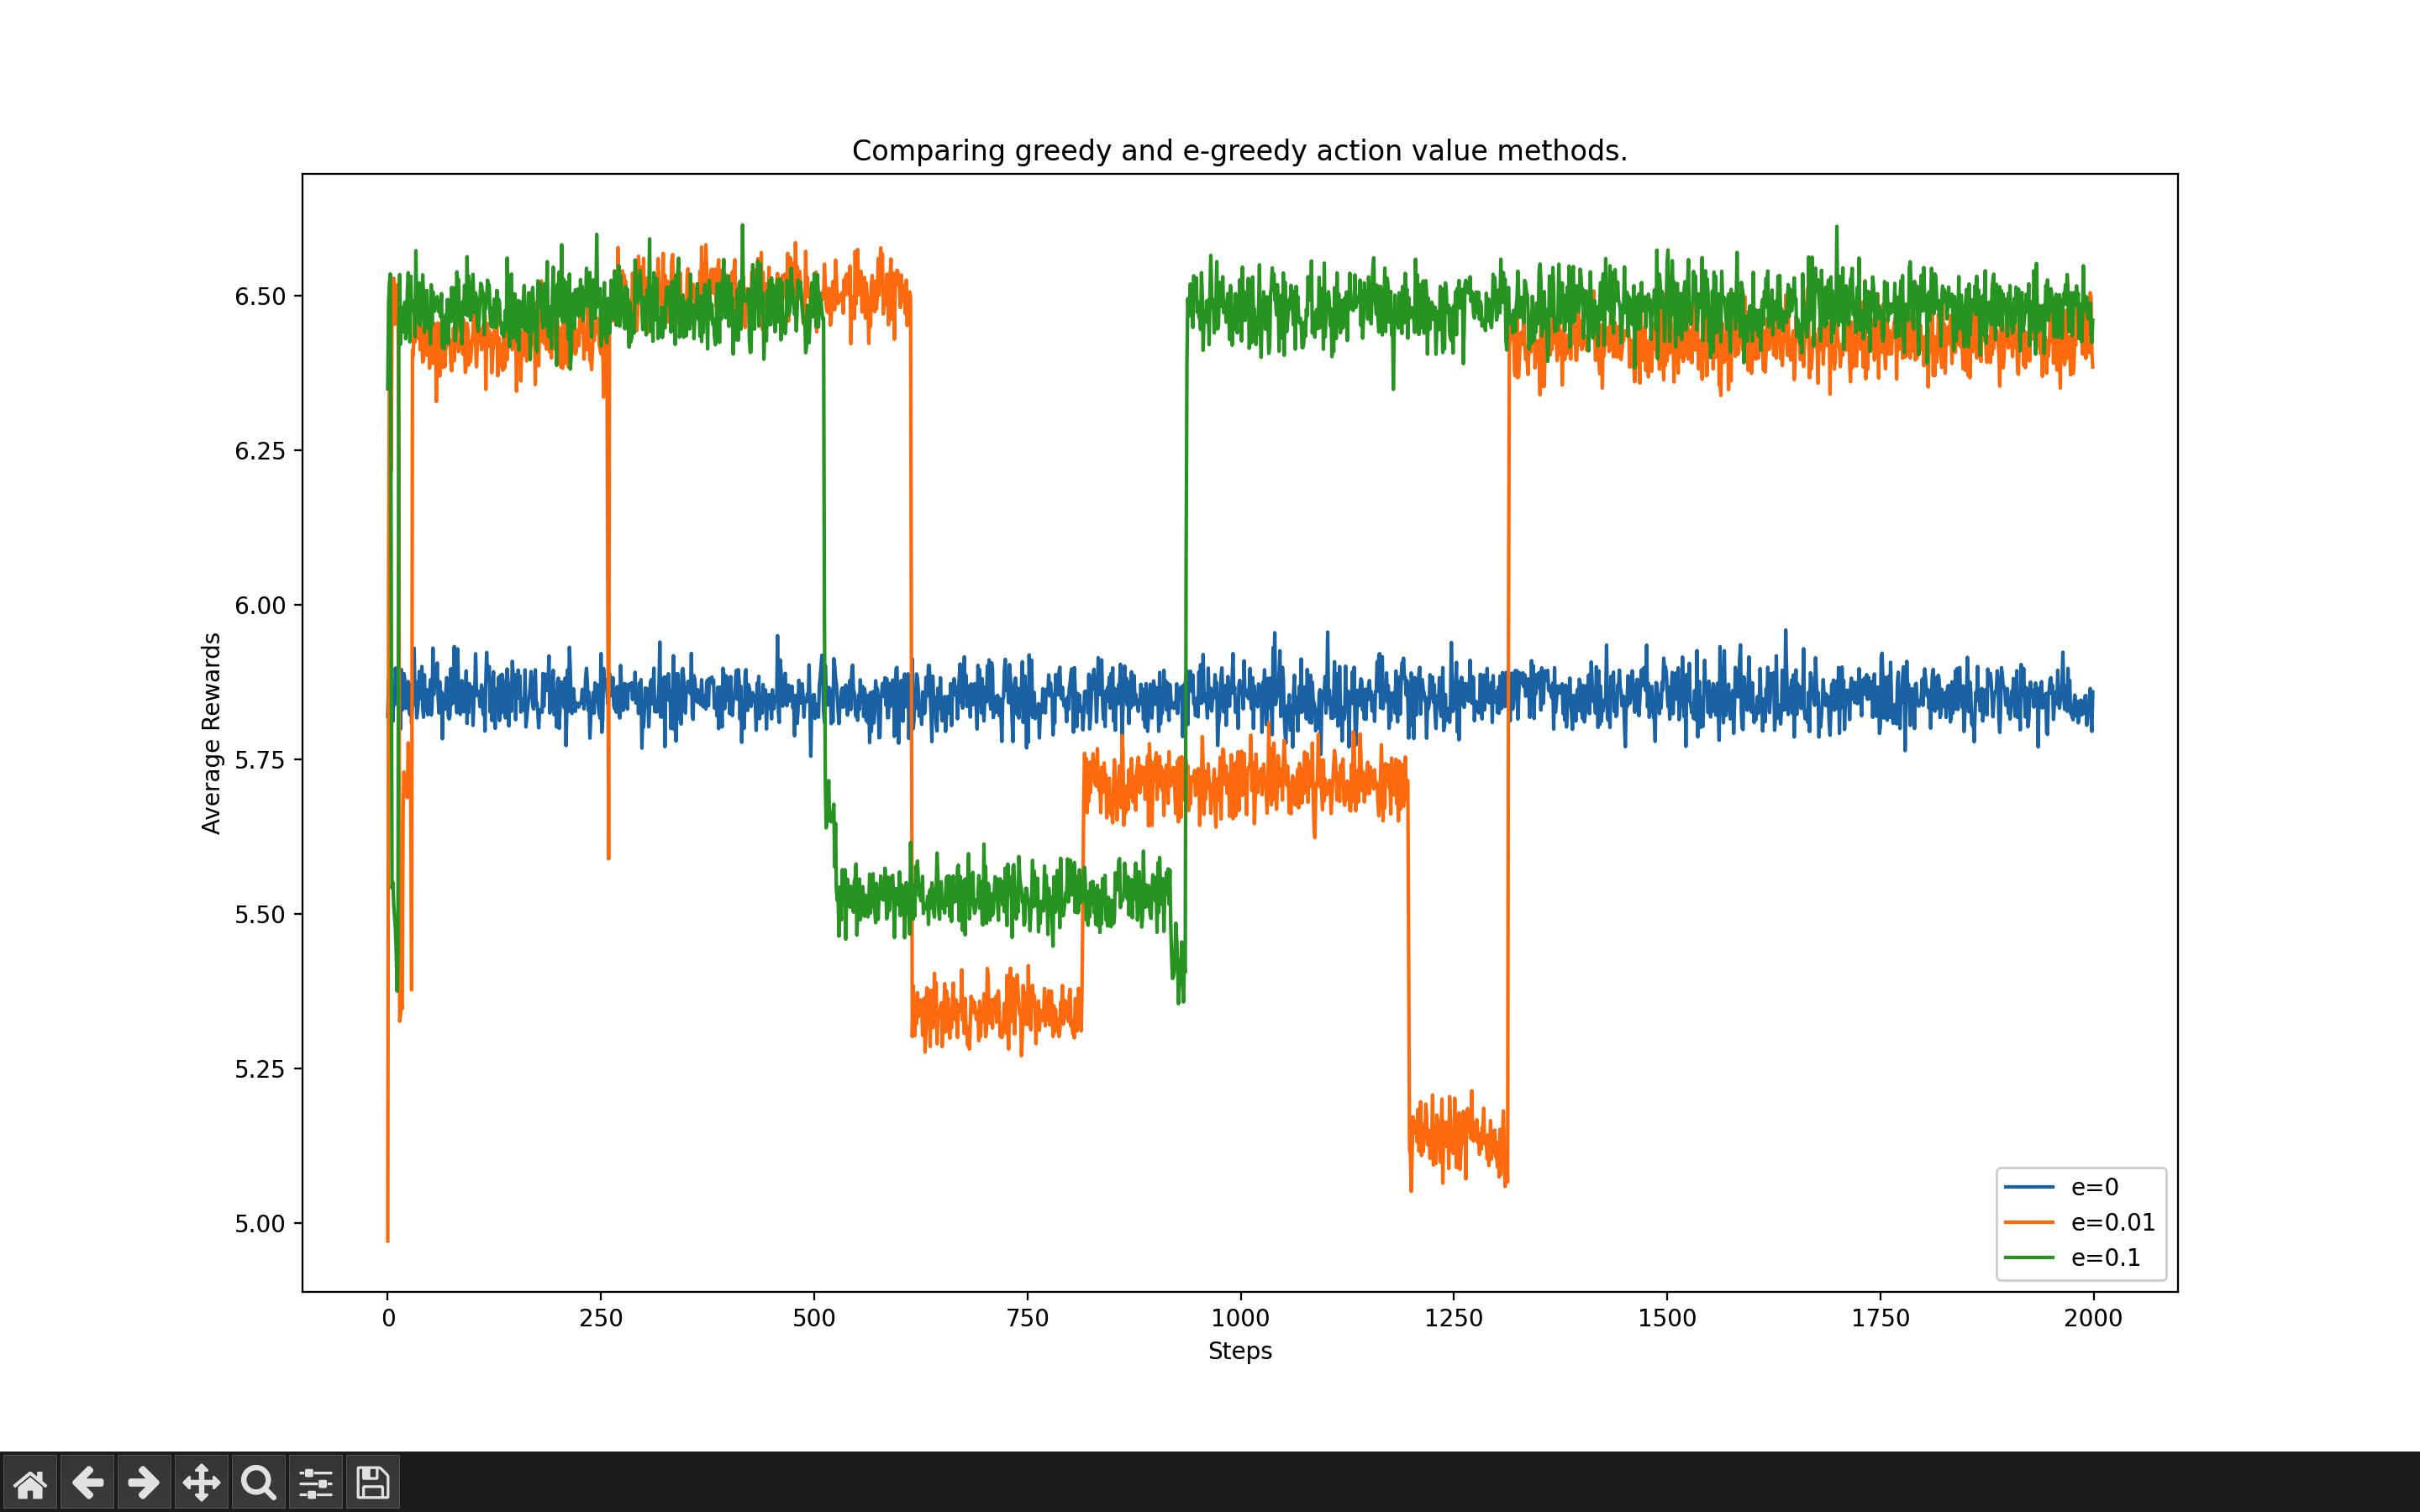 Comparing greedy and e-greedy action value methods.
6.50
6.25
6.00
5.75
5.50
5.25
5.00
Average Rewards
0 250 500 750 1000 1250 1500 1750 2000
Steps
e=0
e=0.01
e=0.1